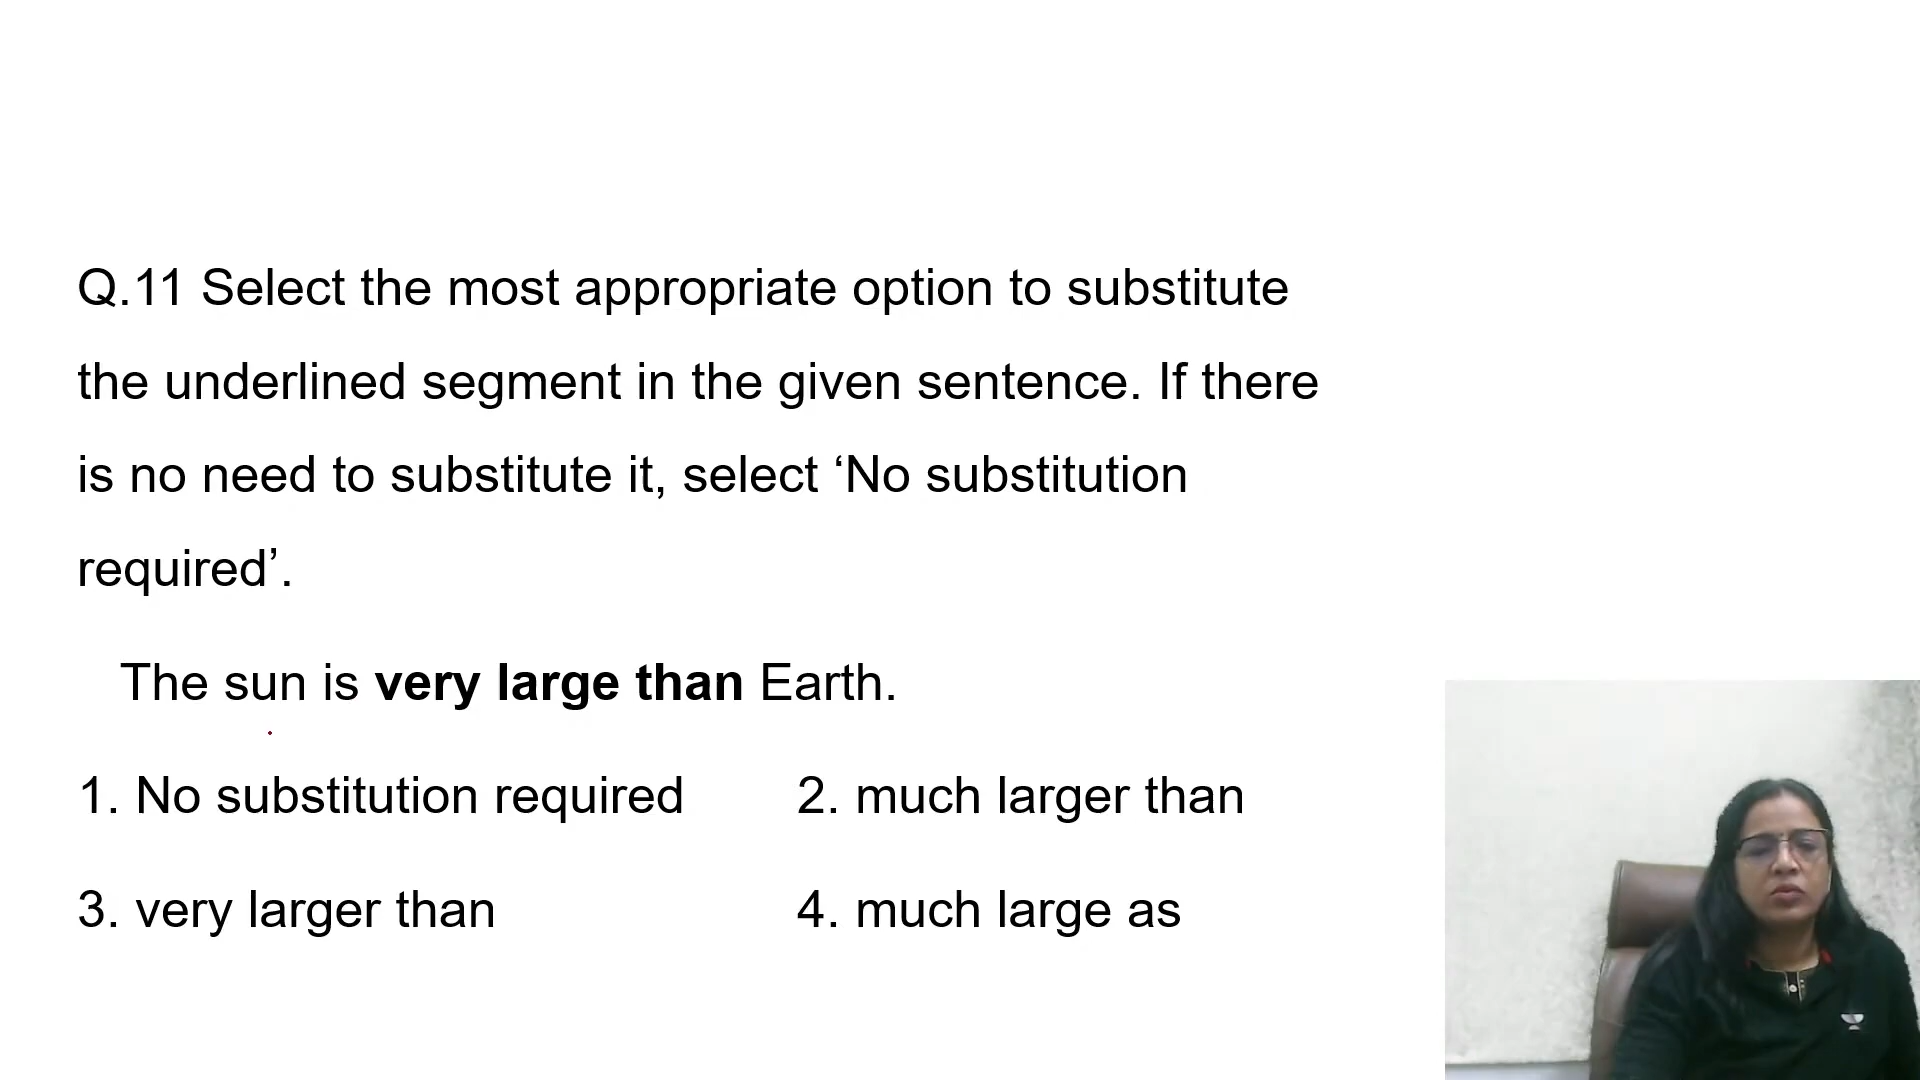 Q.11 Select the most appropriate option to substitute
the underlined segment in the given sentence. If there
is no need to substitute it, select ‘No substitution
required’.
The sun is very large than Earth.
1. No substitution required 2. much larger than
3. very larger than 4. much large as